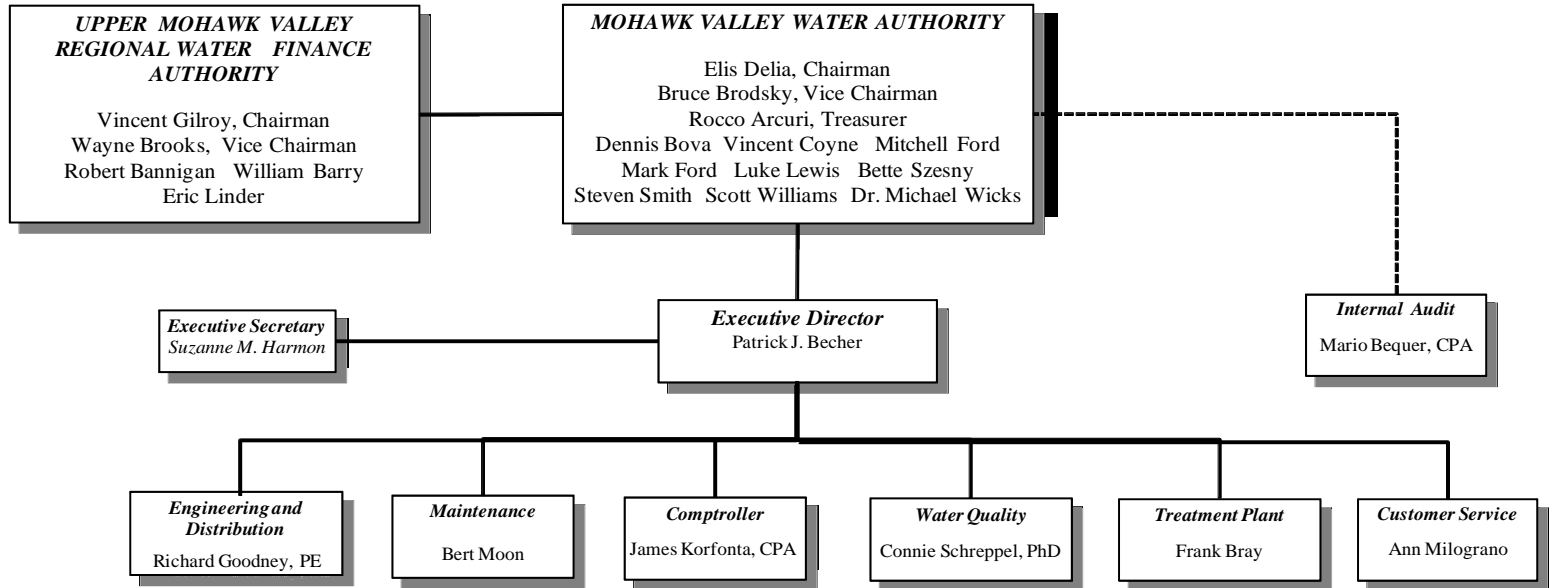 UPPER MOHAWK VALLEY
REGIONAL WATER FINANCE
AUTHORITY
Vincent Gilroy, Chairman
Wayne Brooks, Vice Chairman
Robert Bannigan William Barry
Eric Linder
MOHAWK VALLEY WATER AUTHORITY
Elis Delia, Chairman
Bruce Brodsky, Vice Chairman
Rocco Arcuri, Treasurer
Dennis Bova Vincent Coyne Mitchell Ford
Mark Ford Luke Lewis Bette Szesny
Steven Smith Scott Williams Dr. Michael Wicks
Executive Secretary
Suzanne M. Harmon
Executive Director
Patrick J. Becher
Internal Audit
Mario Bequer, CPA
Engineering and
Distribution
Richard Goodney, PE
Maintenance
Bert Moon
Comptroller
James Korfonta, CPA
Water Quality
Connie Schreppel, PhD
Treatment Plant
Frank Bray
Customer Service
Ann Milograno